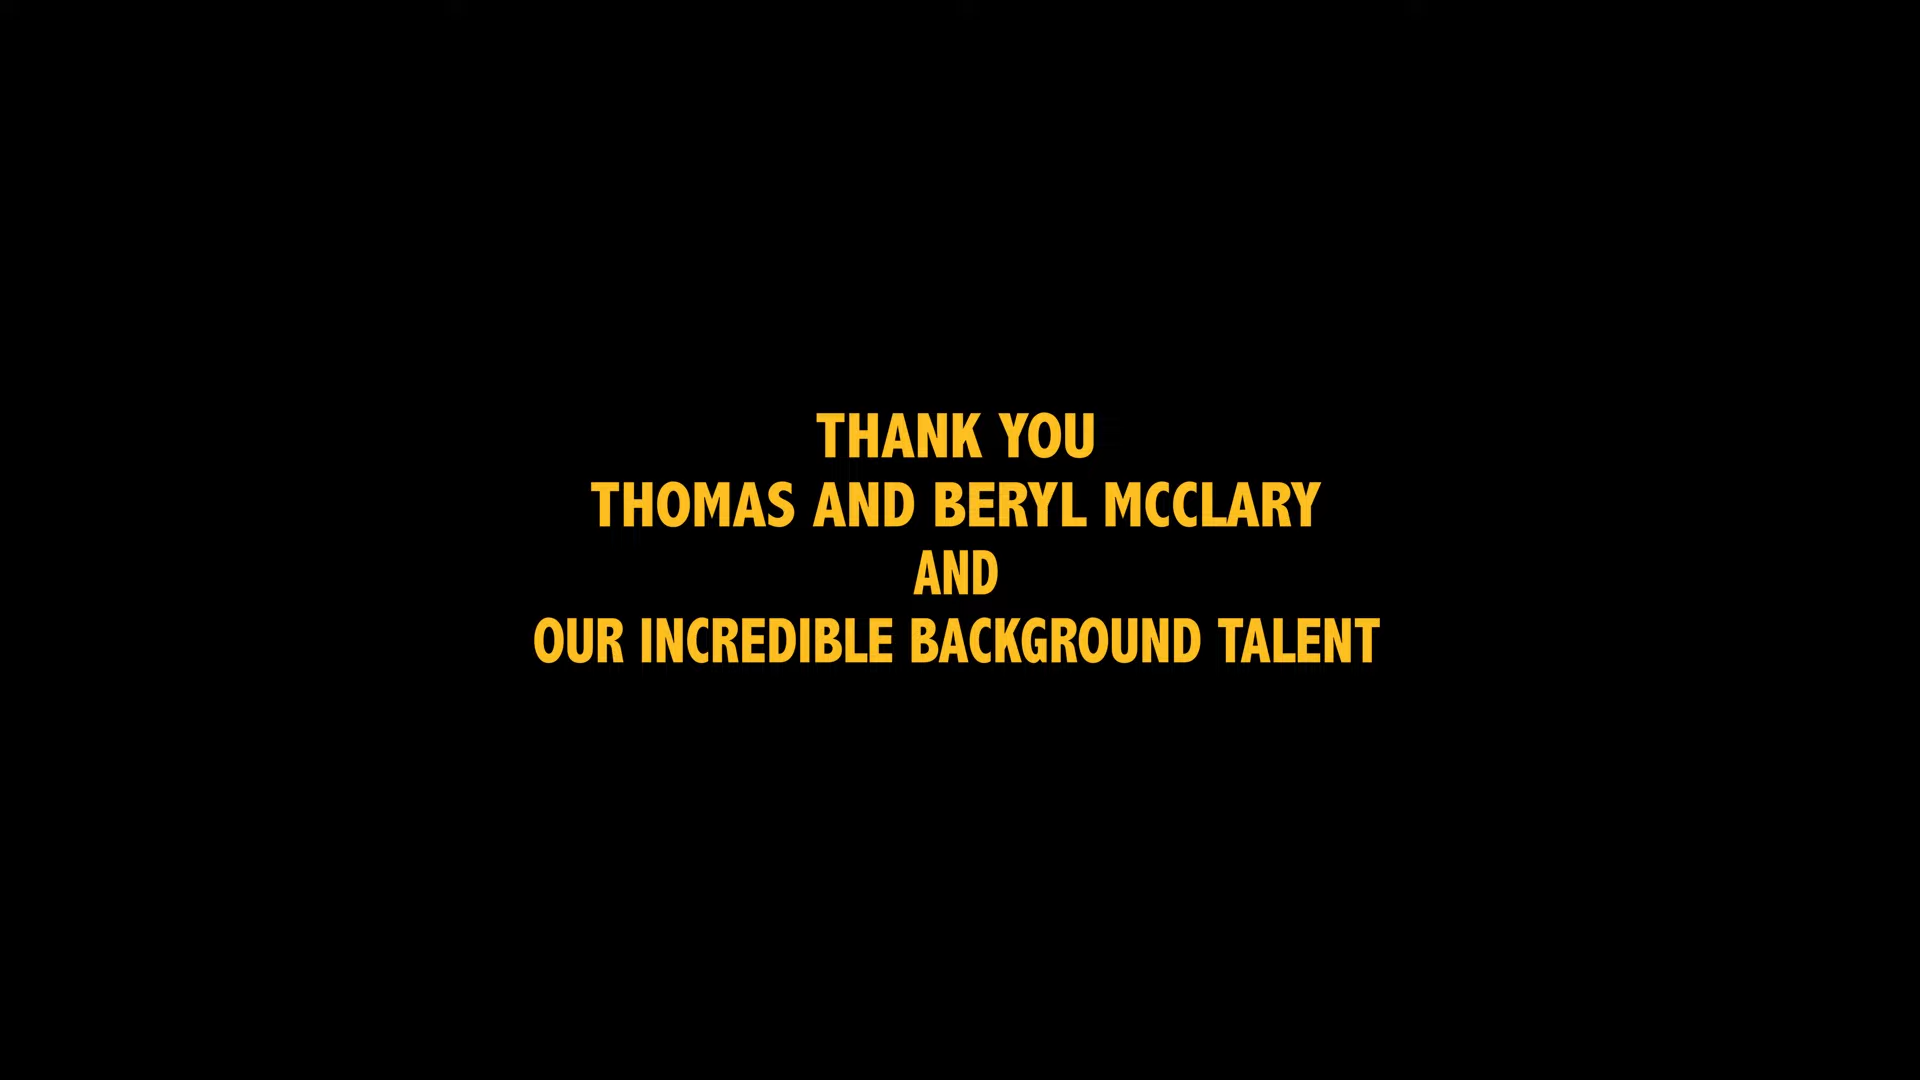 THANK YOU
THOMAS AND BERYL MCCLARY
AND
OUR INCREDIBLE BACKGROUND TALENT